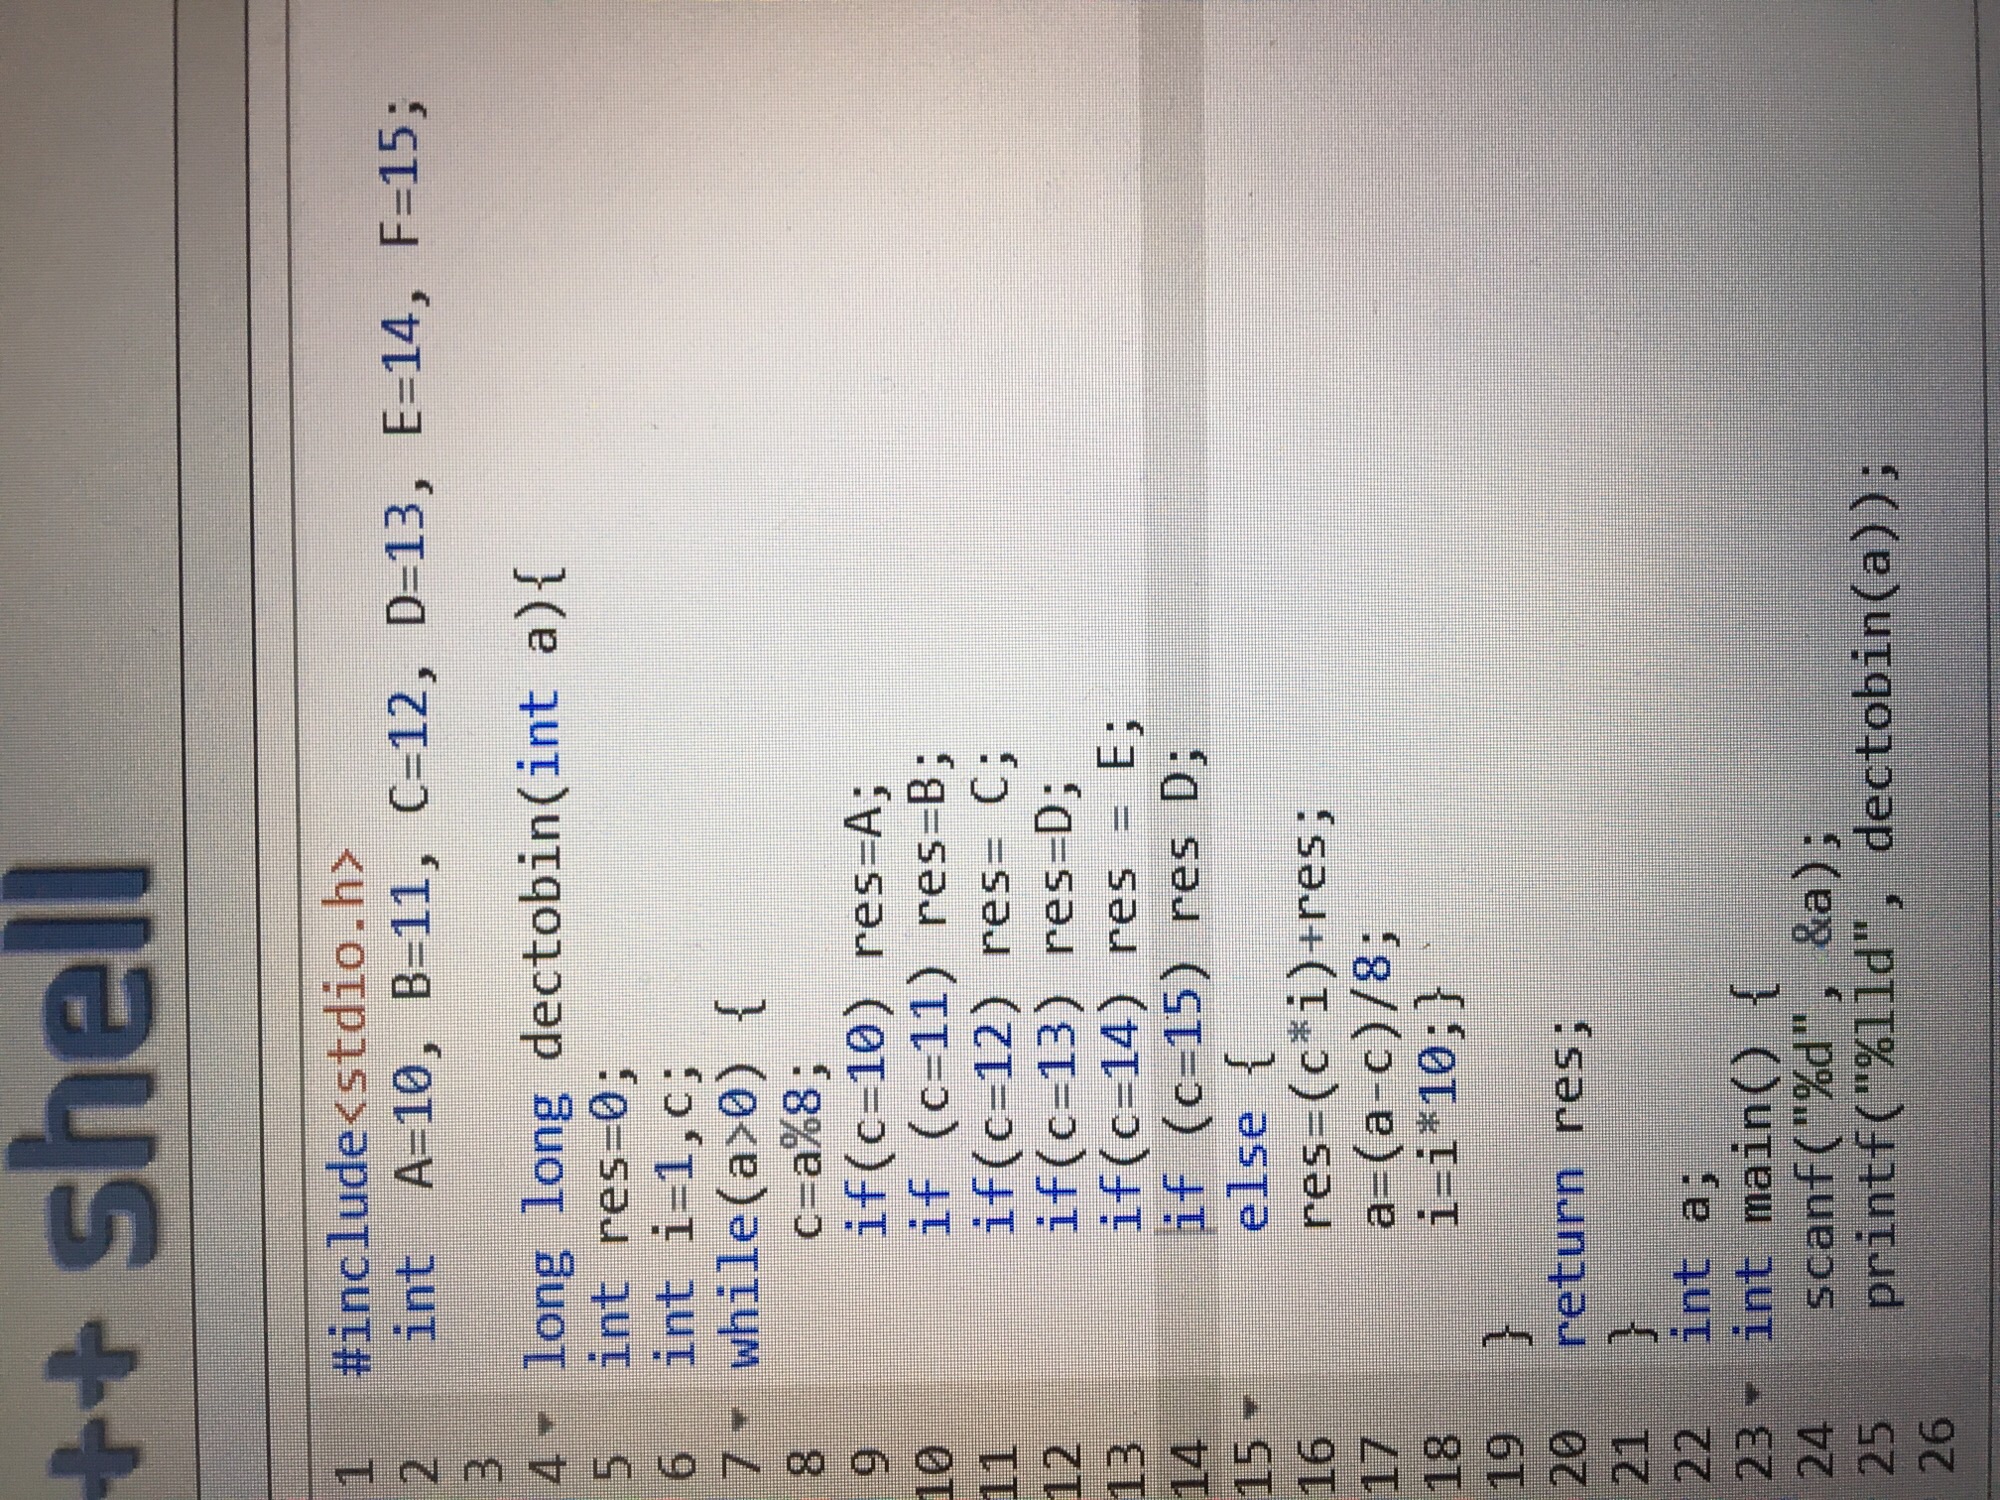 ++ shell
1 #include<stdio.h>
2 int A=10, B=11, C=12, D=13, E=14, F=15;
3
4 long long dectobin(int a){
5 int res=0;
6 int i=1,c;
7 while(a>0) {
8 c=a%8;
9 if(c=10) res=A;
10 if (c=11) res=B;
11 if(c=12) res= C;
12 if(c=13) res=D;
13 if(c=14) res = E;
14 if (c=15) res D;
15 else {
16 res=(c*i)+res;
17 a=(a-c)/8;
18 i=i*10;}
19 }
20 return res;
21 }
22 int a;
23 int main() {
24 scanf("%d", &a);
25 printf("%lld", dectobin(a));
26